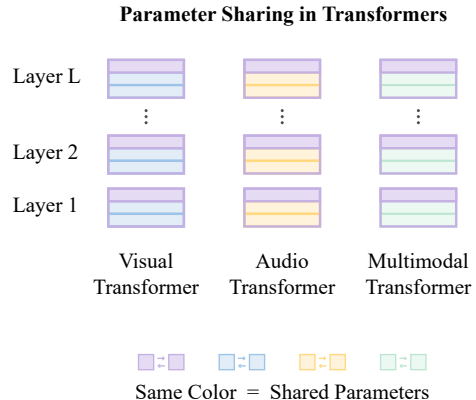 Parameter Sharing in Transformers
Layer L
Layer 2
Layer 1
Visual Transformer
Audio Transformer
Multimodal Transformer
Same Color = Shared Parameters